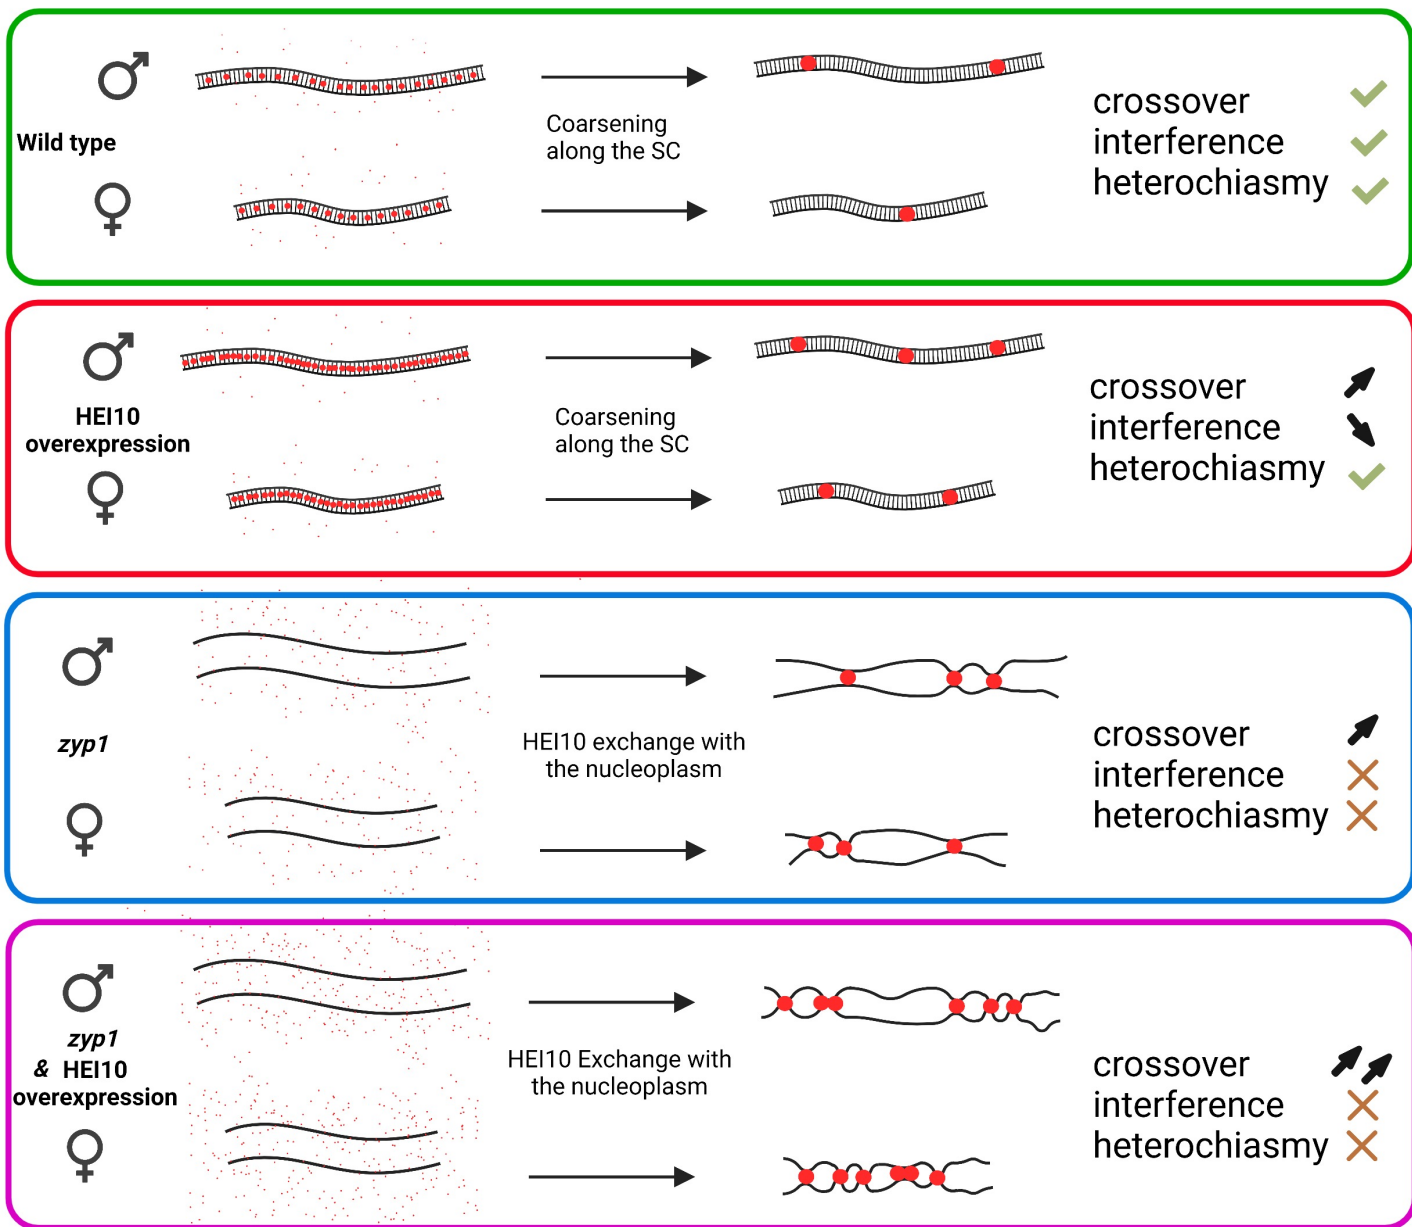 Wild type
Coarsening
along the SC
crossover
interference
heterochiasmy
HEI10
overexpression
Coarsening
along the SC
crossover
interference
heterochiasmy
zyp1
HEI10 exchange with
the nucleoplasm
crossover
interference
heterochiasmy
zyp1
& HEI10
overexpression
HEI10 Exchange with
the nucleoplasm
crossover
interference
heterochiasmy